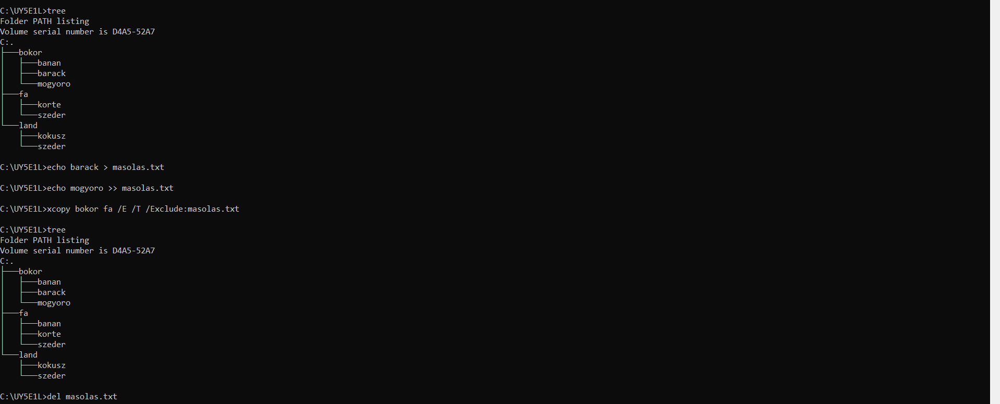 C:\UY5E1L>tree
Folder PATH listing
Volume serial number is D4A5-52A7
C:.
├───bokor
│   ├───banan
│   ├───barack
│   └───mogyoro
├───fa
│   ├───korte
│   └───szeder
└───land
    ├───kokusz
    └───szeder
C:\UY5E1L>echo barack > masolas.txt
C:\UY5E1L>echo mogyoro >> masolas.txt
C:\UY5E1L>xcopy bokor fa /E /T /Exclude:masolas.txt
C:\UY5E1L>tree
Folder PATH listing
Volume serial number is D4A5-52A7
C:.
├───bokor
│   ├───banan
│   ├───barack
│   └───mogyoro
├───fa
│   ├───banan
│   ├───korte
│   └───szeder
└───land
    ├───kokusz
    └───szeder
C:\UY5E1L>del masolas.txt